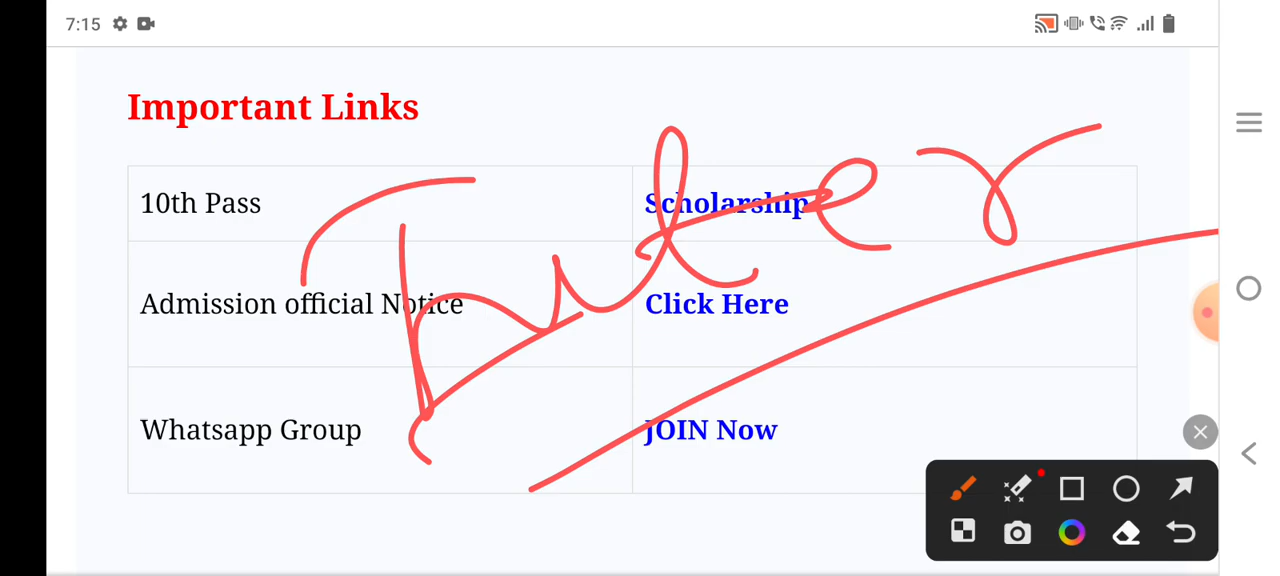 7:15
Important Links
10th Pass Scholarship
Admission official Notice Click Here
Whatsapp Group JOIN Now